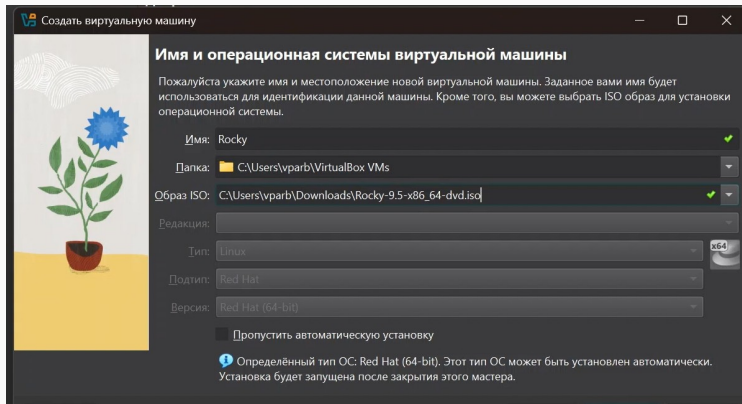 Создать виртуальную машину
Имя и операционная системы виртуальной машины
Пожалуйста укажите имя и местоположение новой виртуальной машины. Заданное вами имя будет
использоваться для идентификации данной машины. Кроме того, вы можете выбрать ISO образ для установки
операционной системы.
Имя: Rocky
Папка: C:\Users\vparb\VirtualBox VMs
Образ ISO: C:\Users\vparb\Downloads\Rocky-9.5-x86_64-dvd.iso
Редакция:
Тип: Linux
x64
Подтип: Red Hat
Версия: Red Hat (64-bit)
Пропустить автоматическую установку
Определённый тип ОС: Red Hat (64-bit). Этот тип ОС может быть установлен автоматически.
Установка будет запущена после закрытия этого мастера.